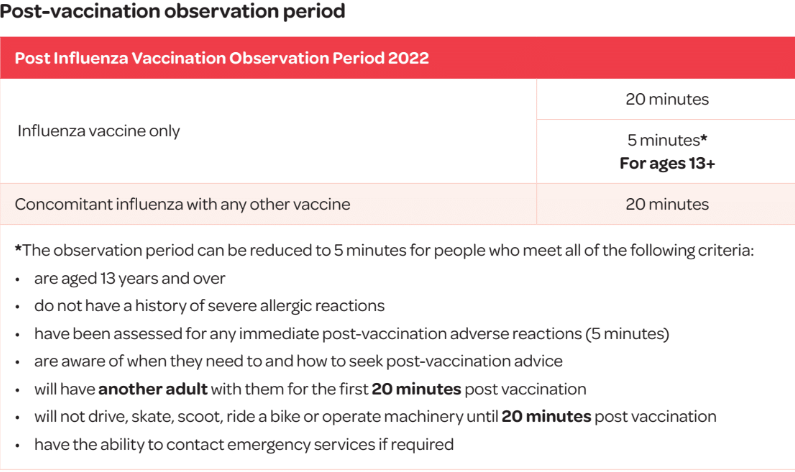 Post-vaccination observation period
Post Influenza Vaccination Observation Period 2022
Influenza vaccine only
20 minutes
5 minutes*
For ages 13+
Concomitant influenza with any other vaccine
20 minutes
*The observation period can be reduced to 5 minutes for people who meet all of the following criteria:
• are aged 13 years and over
• do not have a history of severe allergic reactions
• have been assessed for any immediate post-vaccination adverse reactions (5 minutes)
• are aware of when they need to and how to seek post-vaccination advice
• will have another adult with them for the first 20 minutes post vaccination
• will not drive, skate, scoot, ride a bike or operate machinery until 20 minutes post vaccination
• have the ability to contact emergency services if required